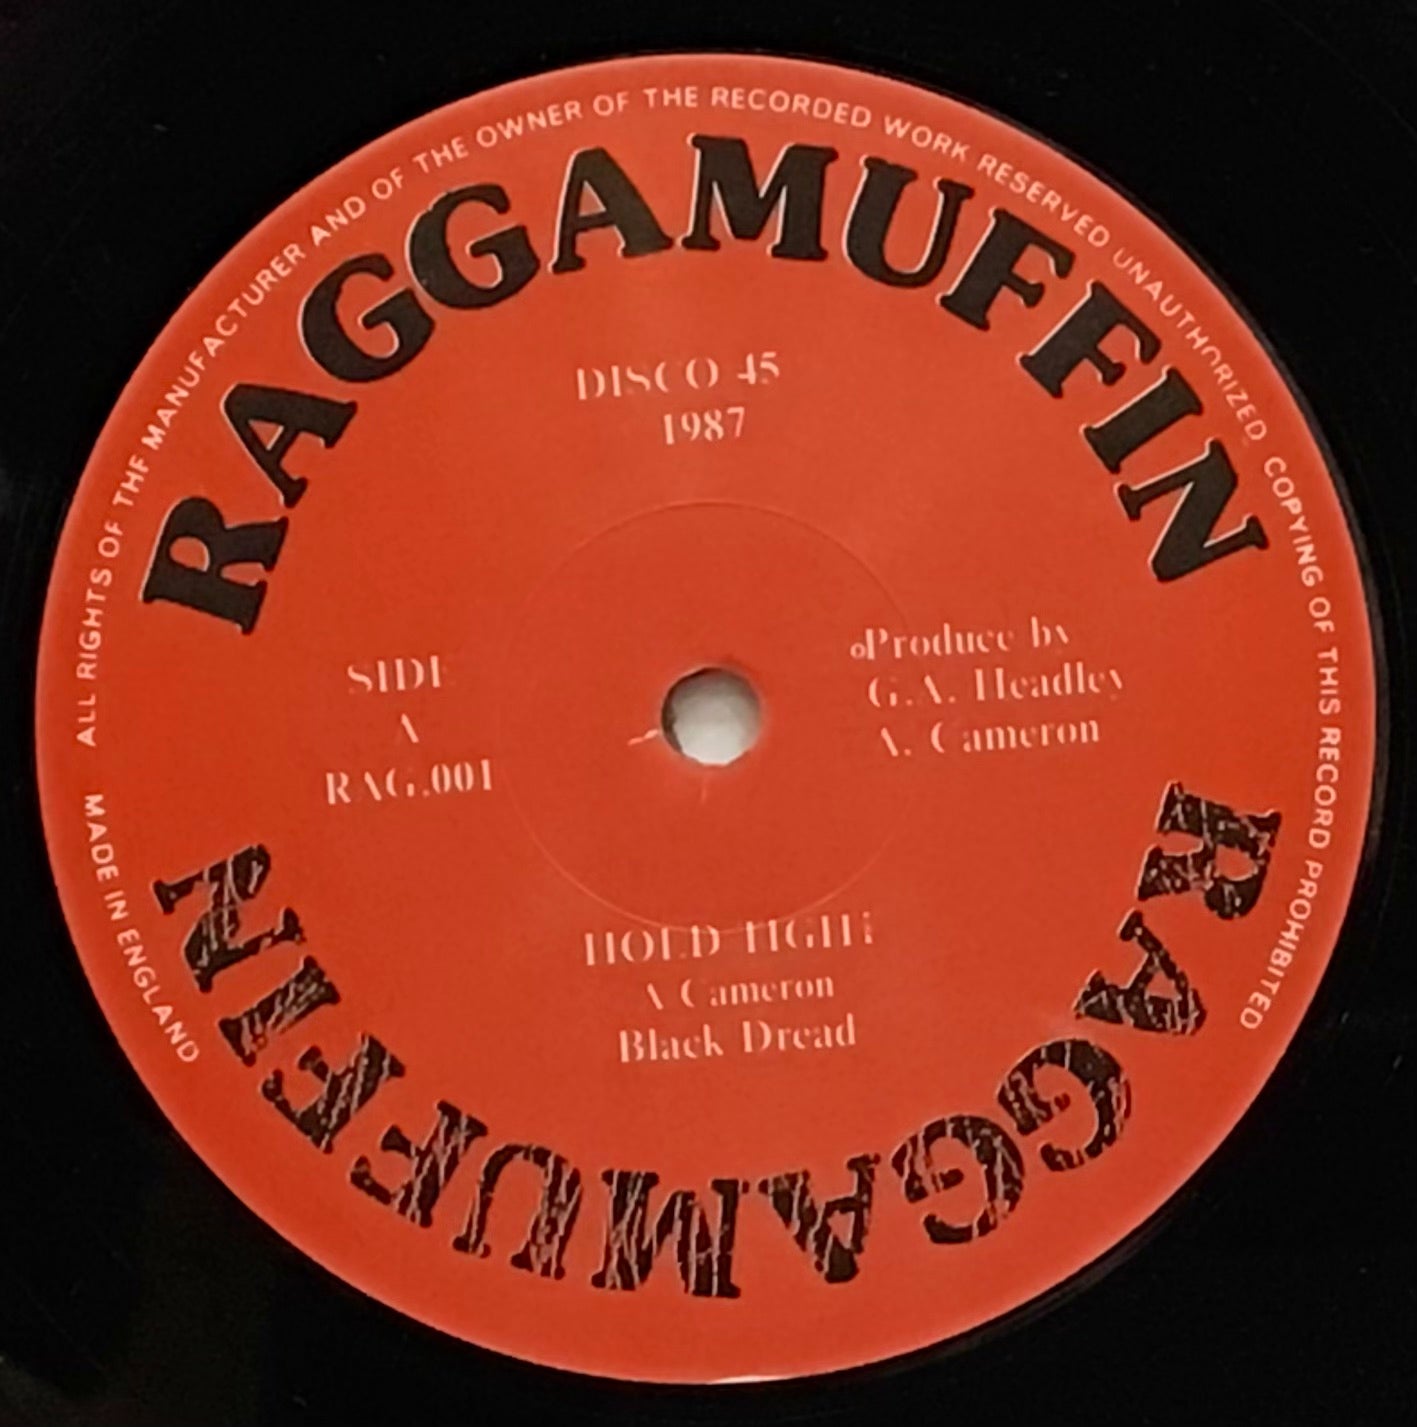 ALL RIGHTS OF THE MANUFACTURER AND OF THE OWNER OF THE RECORDED WORK RESERVED UNAUTHORIZED COPYING OF THIS RECORD PROHIBITED
RAGGAMUFFIN
DISCO 45
1987
SIDE
A
RAG.001
Produce by
G.A. Headley
A. Cameron
HOLD TIGHT
A Cameron
Black Dread
RAGGAMUFFIN
MADE IN ENGLAND